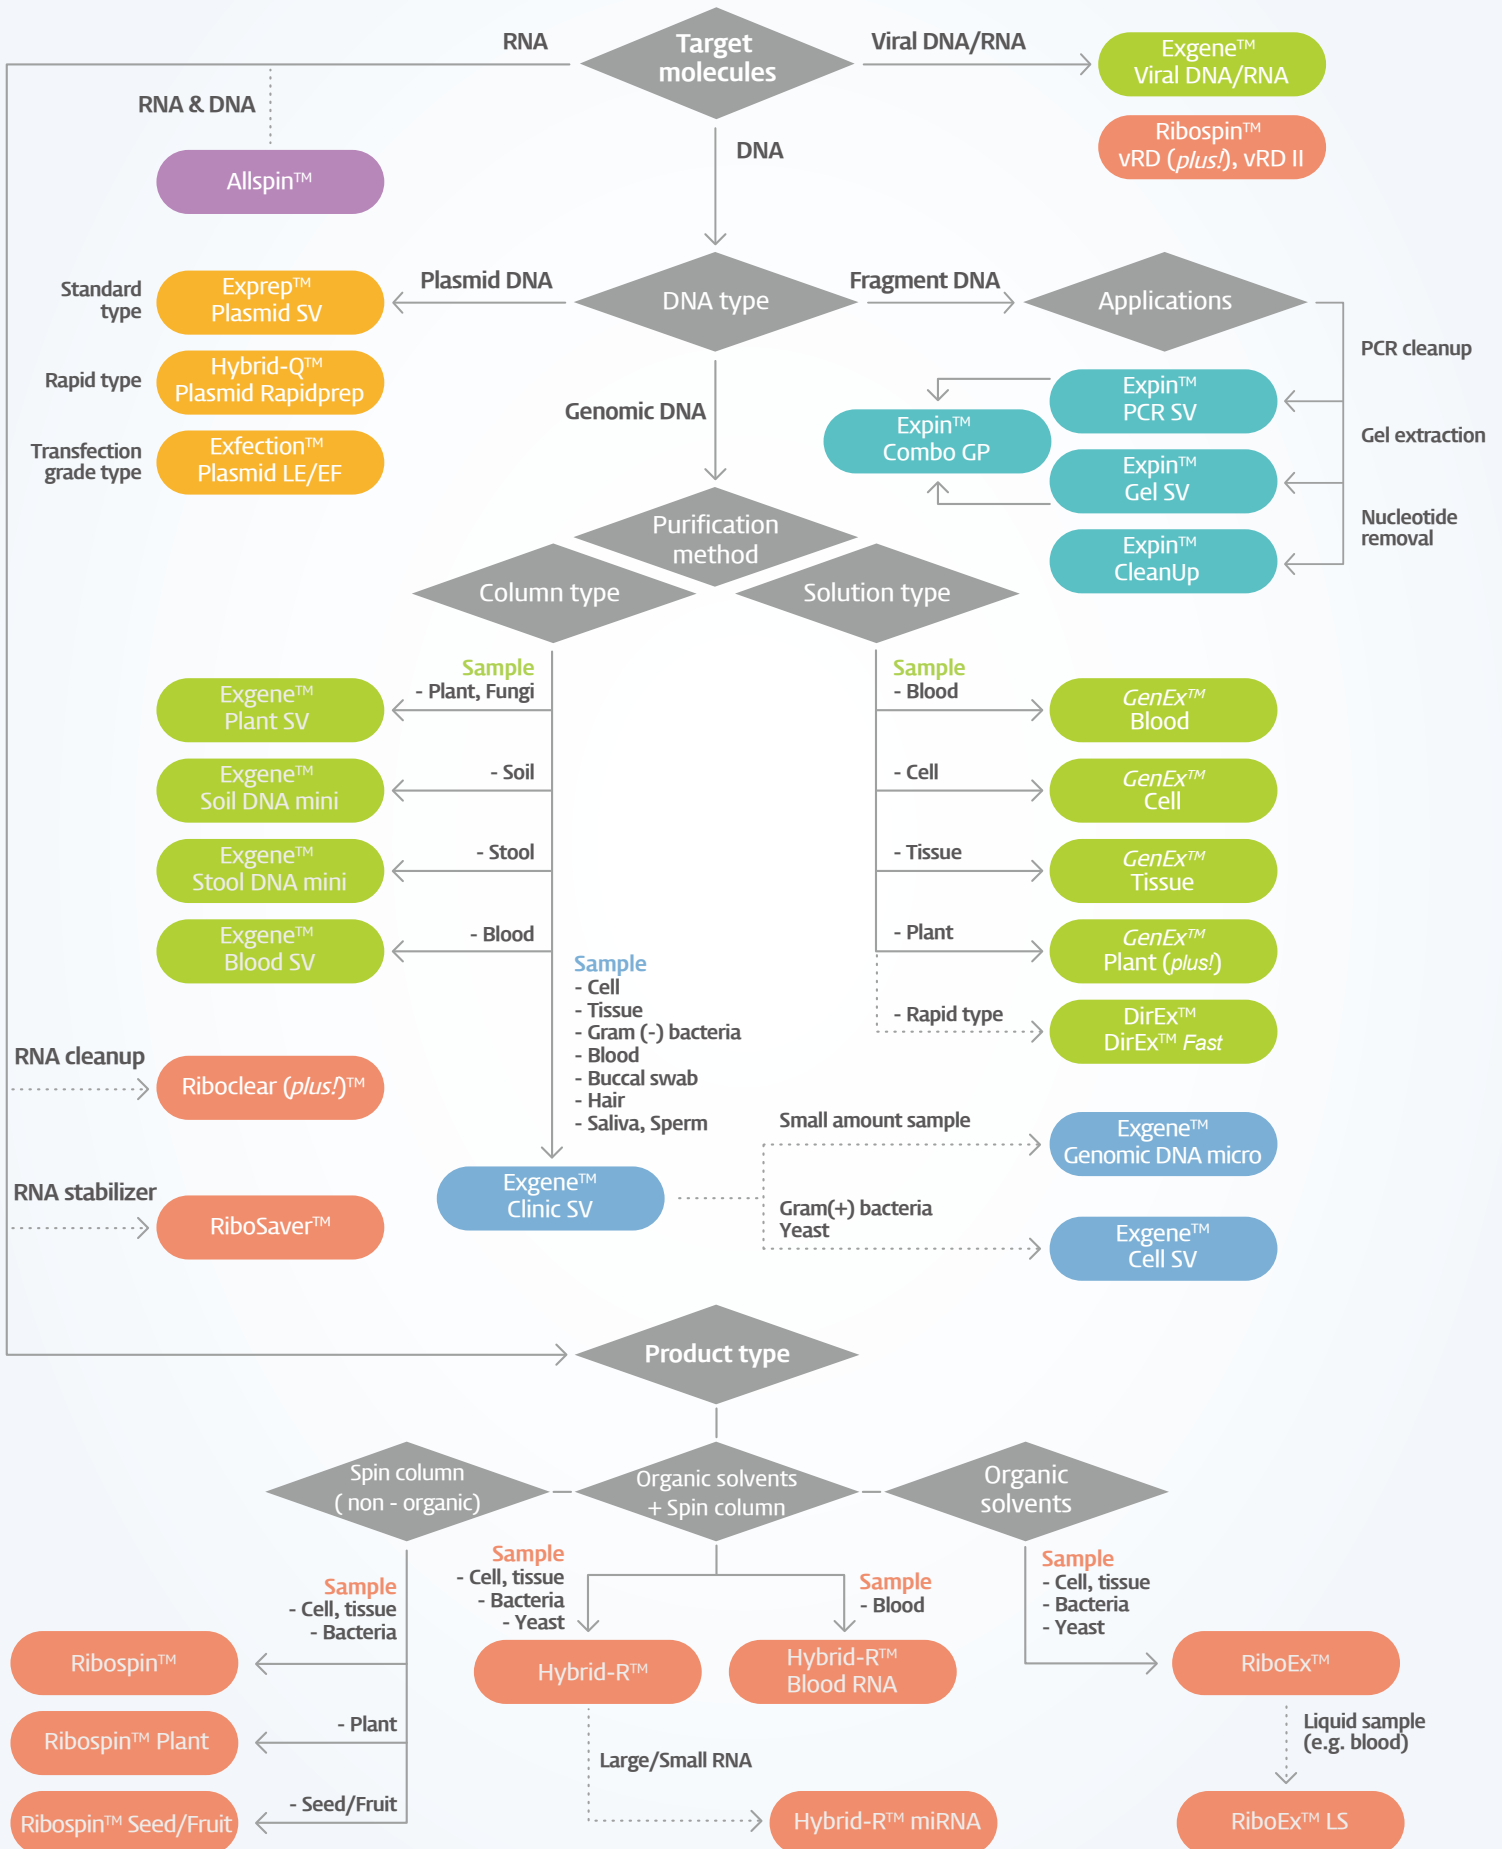 RNA
Target
molecules
Viral DNA/RNA
Exgene™
Viral DNA/RNA
RNA & DNA
Ribospin™
vRD (plus!), vRD II
Allspin™
DNA
Standard
type
Exprep™
Plasmid SV
Plasmid DNA
DNA type
Fragment DNA
Applications
Rapid type
Hybrid-Q™
Plasmid Rapidprep
Transfection
grade type
Exfection™
Plasmid LE/EF
Genomic DNA
PCR cleanup
Expin™
PCR SV
Expin™
Combo GP
Gel extraction
Expin™
Gel SV
Nucleotide
removal
Expin™
CleanUp
Purification
method
Column type
Solution type
Sample
- Plant, Fungi
Exgene™
Plant SV
- Soil
Exgene™
Soil DNA mini
- Stool
Exgene™
Stool DNA mini
- Blood
Exgene™
Blood SV
Sample
- Blood
GenEx™
Blood
- Cell
GenEx™
Cell
- Tissue
GenEx™
Tissue
- Plant
GenEx™
Plant (plus!)
- Rapid type
DirEx™
DirEx™ Fast
Sample
- Cell
- Tissue
- Gram (-) bacteria
- Blood
- Buccal swab
- Hair
- Saliva, Sperm
RNA cleanup
Riboclear (plus!)™
RNA stabilizer
RiboSaver™
Exgene™
Clinic SV
Small amount sample
Exgene™
Genomic DNA micro
Gram(+) bacteria
Yeast
Exgene™
Cell SV
Product type
Spin column
( non - organic)
Organic solvents
+ Spin column
Organic
solvents
Sample
- Cell, tissue
- Bacteria
Ribospin™
- Plant
Ribospin™ Plant
- Seed/Fruit
Ribospin™ Seed/Fruit
Sample
- Cell, tissue
- Bacteria
- Yeast
Hybrid-R™
Sample
- Blood
Hybrid-R™
Blood RNA
Large/Small RNA
Hybrid-R™ miRNA
Sample
- Cell, tissue
- Bacteria
- Yeast
RiboEx™
Liquid sample
(e.g. blood)
RiboEx™ LS